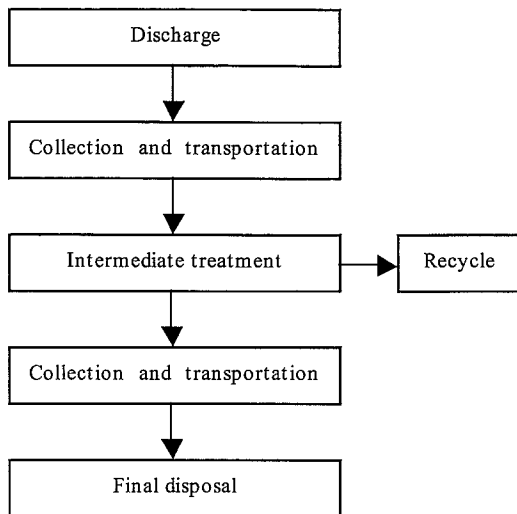 Discharge
Collection and transportation
Intermediate treatment
Recycle
Collection and transportation
Final disposal